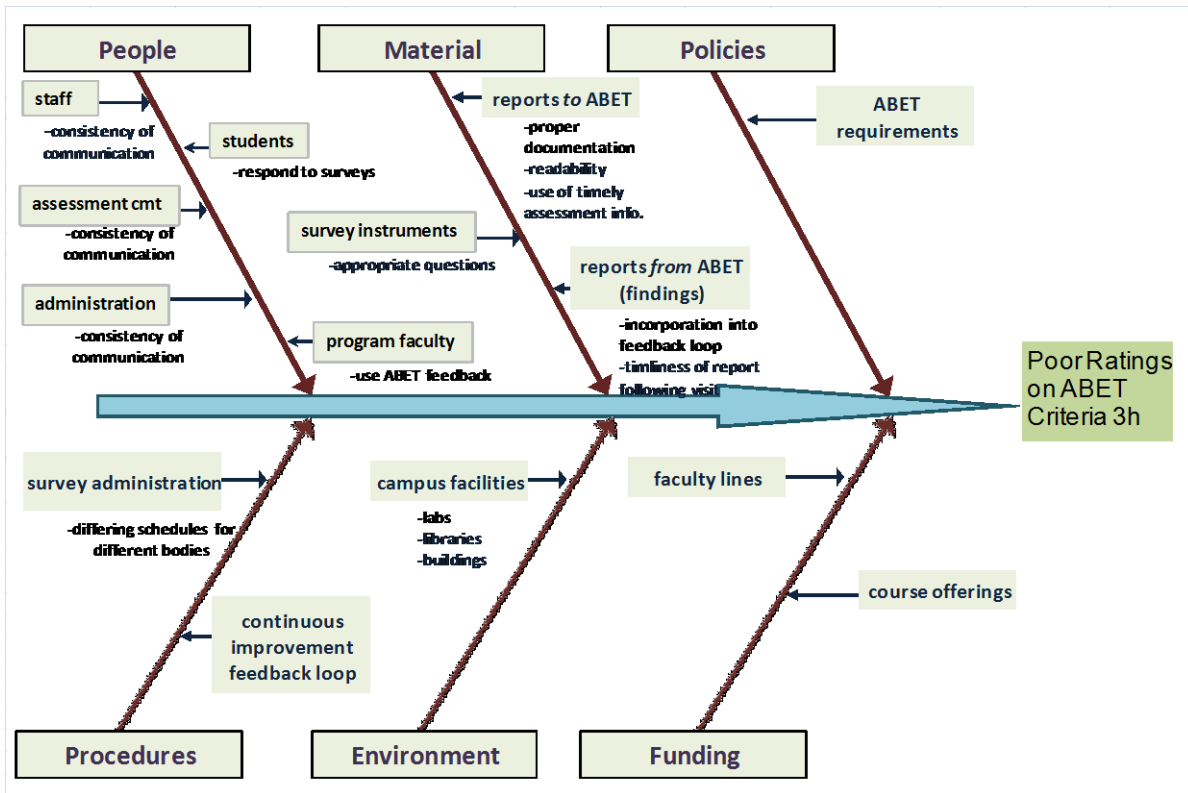 People
Material
Policies
staff
-consistency of
communication
students
-respond to surveys
assessment cmt
-consistency of
communication
administration
-consistency of
communication
program faculty
-use ABET feedback
reports to ABET
-proper
documentation
-readability
-use of timely
assessment info.
survey instruments
-appropriate questions
reports from ABET
(findings)
-incorporation into
feedback loop
-timliness of report
following visit
ABET
requirements
Poor Ratings
on ABET
Criteria 3h
survey administration
-differing schedules for
different bodies
continuous
improvement
feedback loop
campus facilities
-labs
-libraries
-buildings
faculty lines
course offerings
Procedures
Environment
Funding